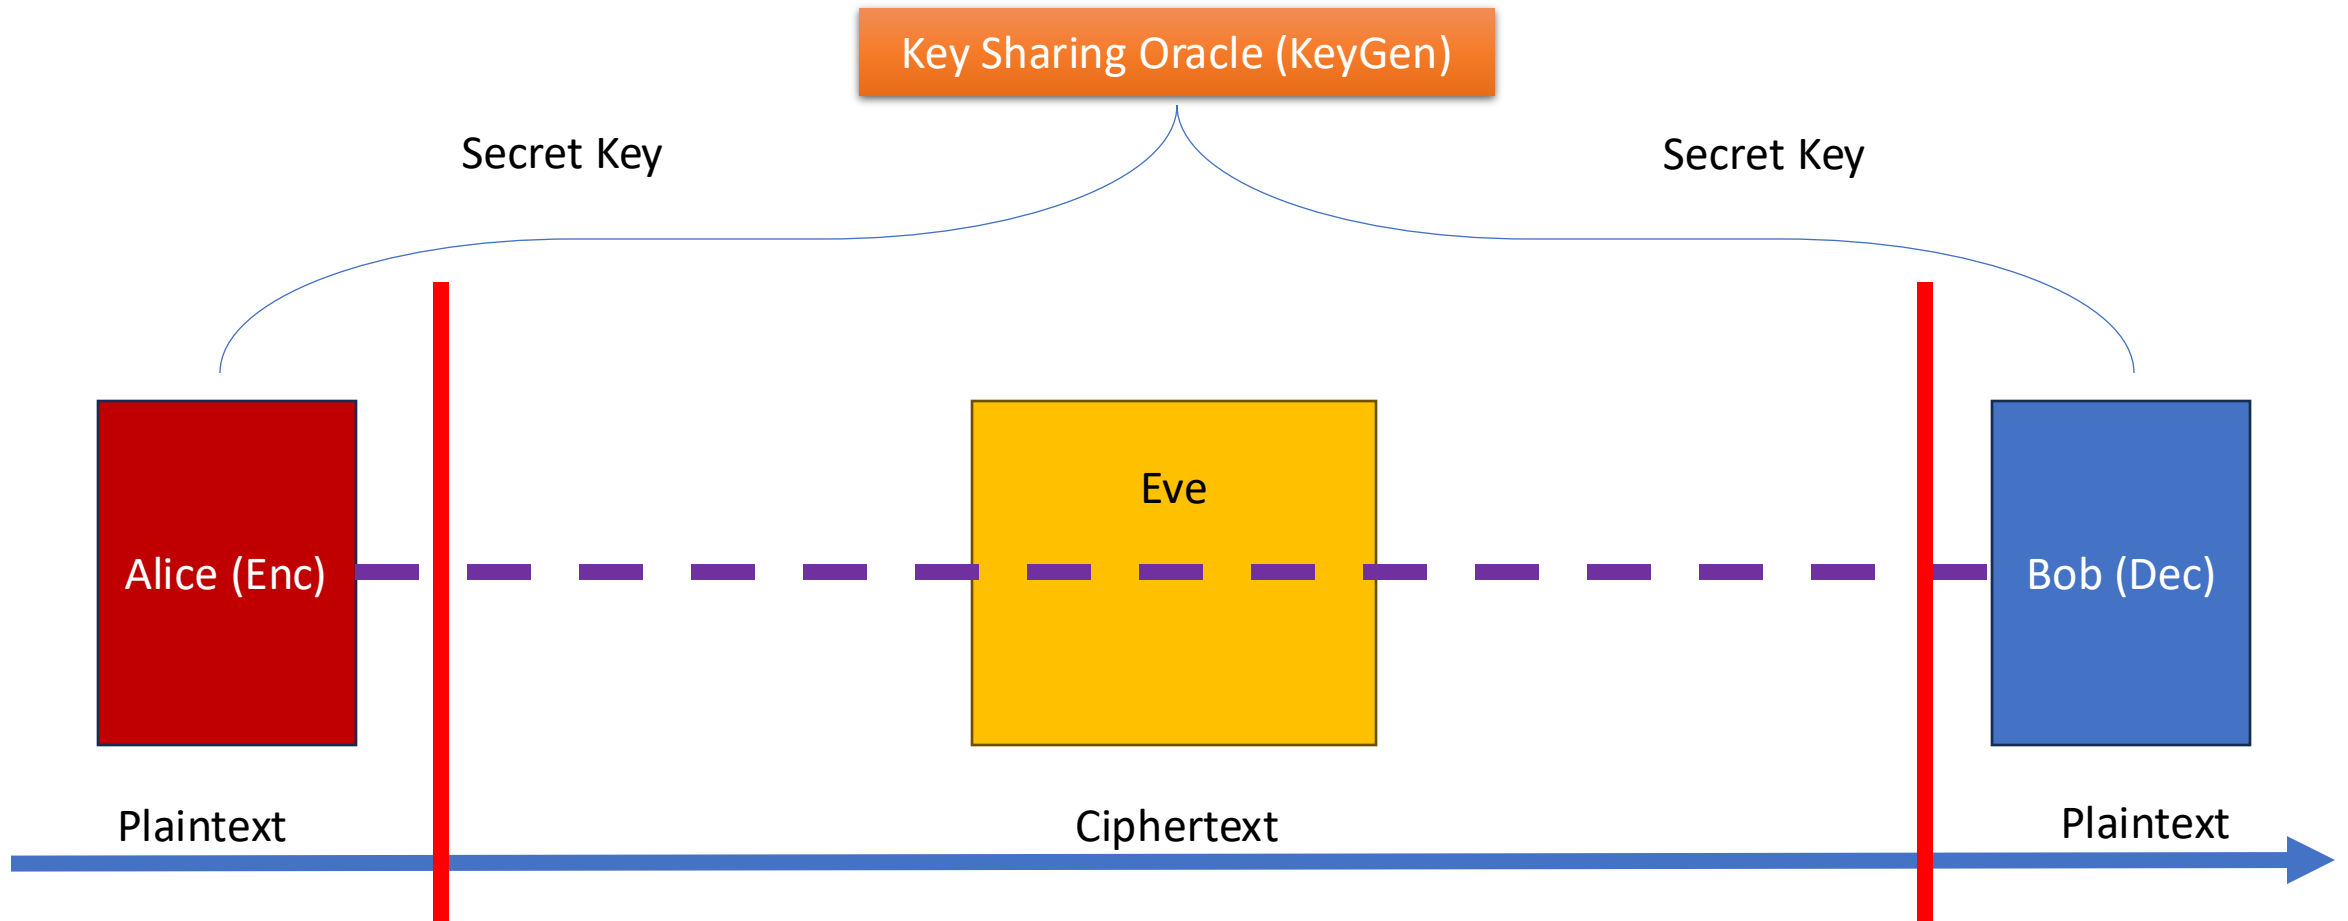 Key Sharing Oracle (KeyGen)
Secret Key
Secret Key
Eve
Alice (Enc)
Bob (Dec)
Plaintext
Ciphertext
Plaintext